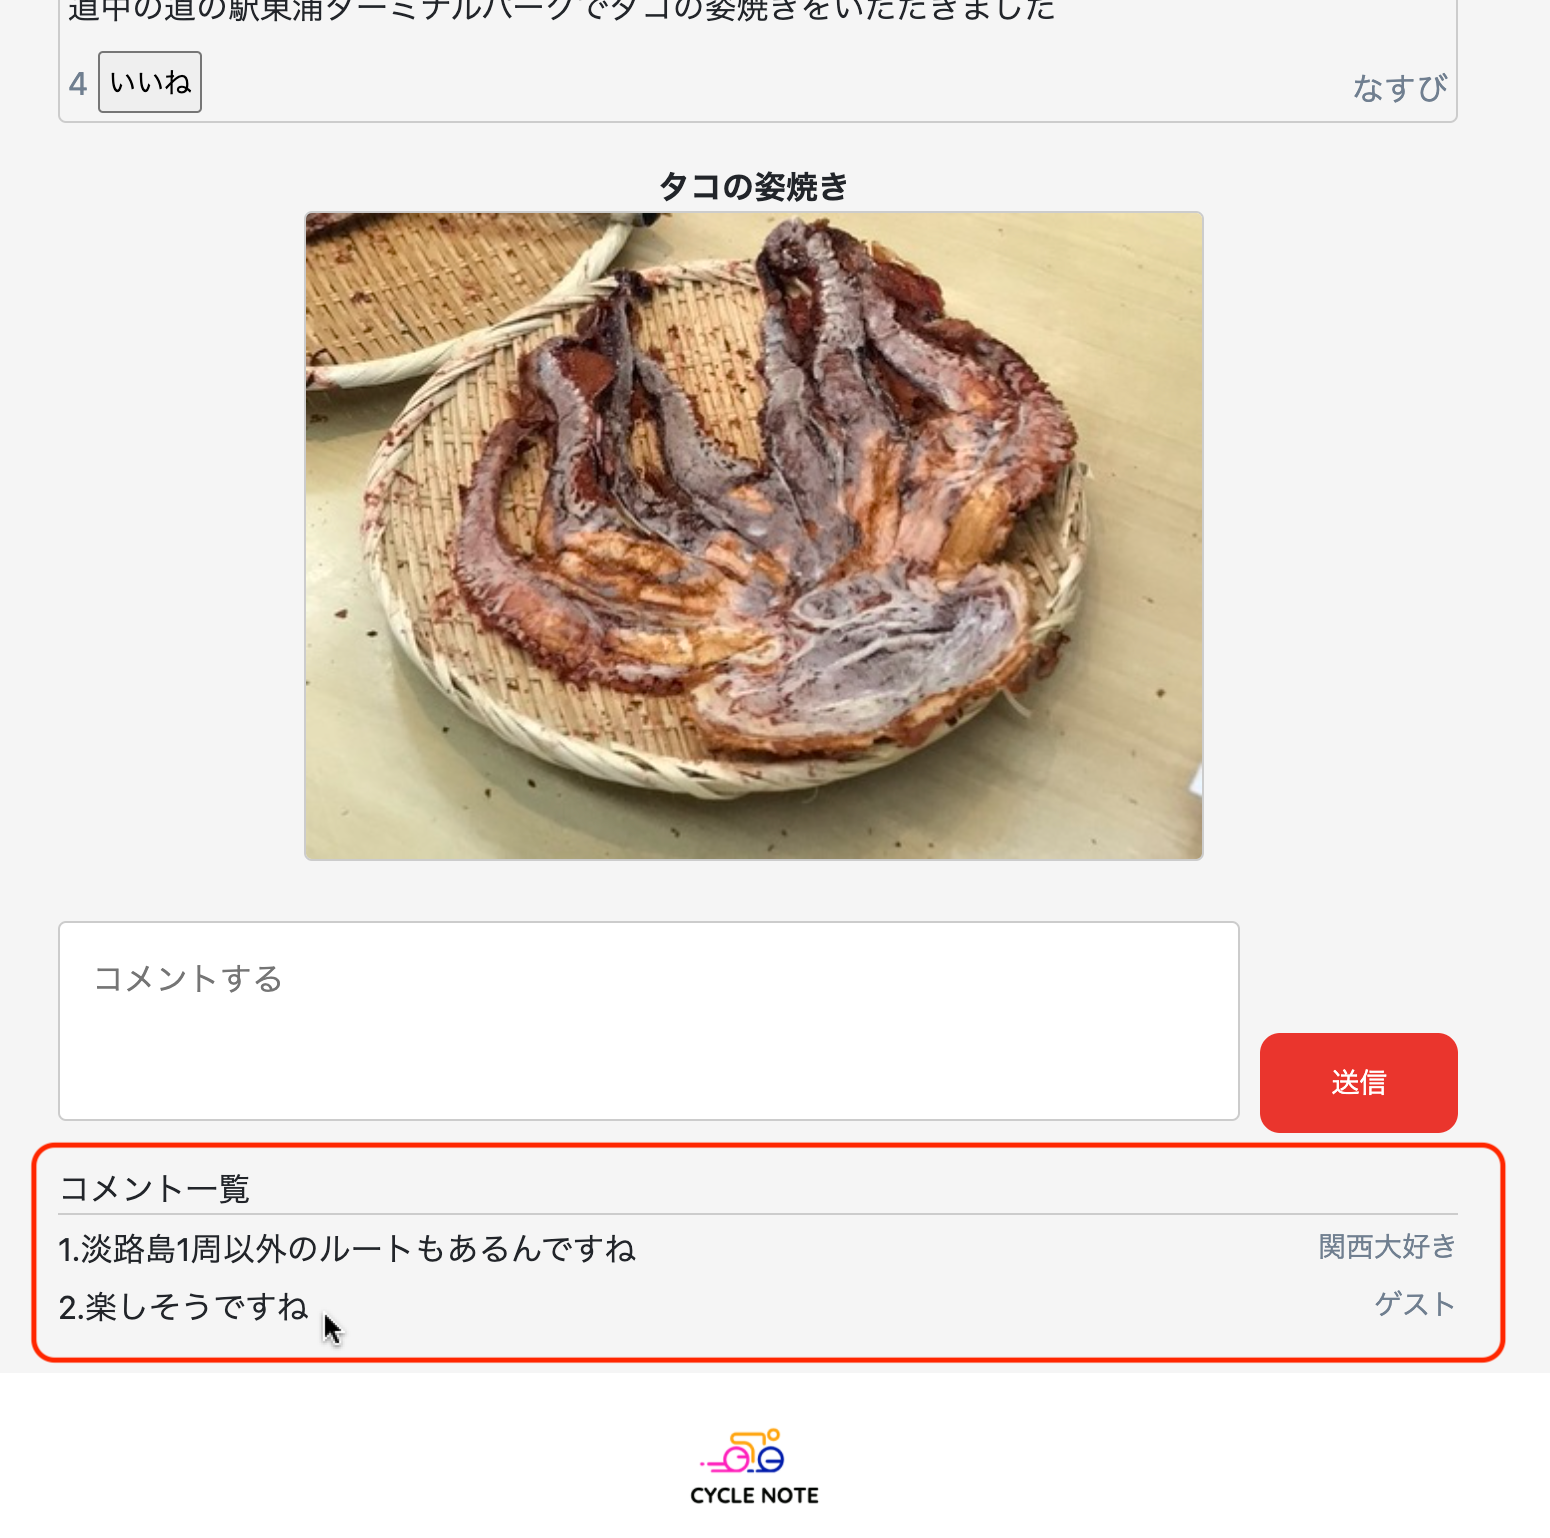 道中の道の駅東浦ターミナルパークでタコの姿焼きをいただきました
4 いいね
なすび
タコの姿焼き
コメントする
送信
コメント一覧
1.淡路島1周以外のルートもあるんですね 関西大好き
2.楽しそうですね ゲスト
CYCLE NOTE